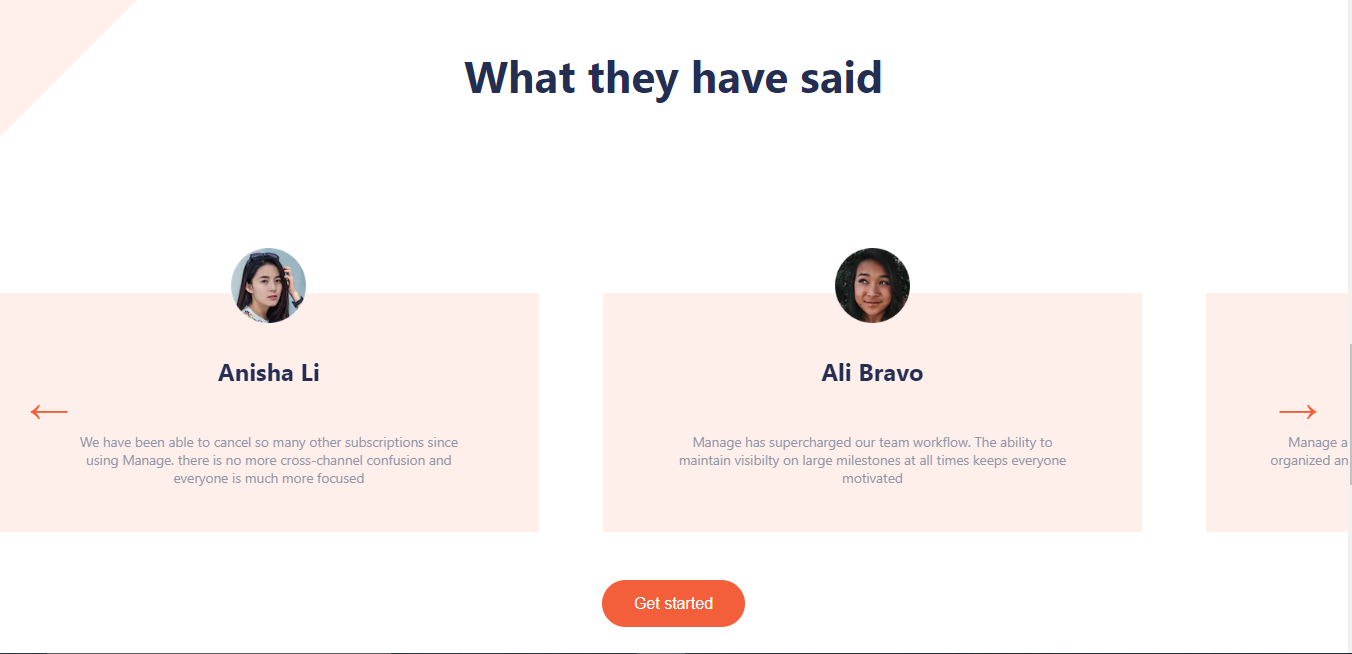 What they have said
Anisha Li
We have been able to cancel so many other subscriptions since
using Manage. there is no more cross-channel confusion and
everyone is much more focused
Ali Bravo
Manage has supercharged our team workflow. The ability to
maintain visibilty on large milestones at all times keeps everyone
motivated
Manage a
organized an
Get started